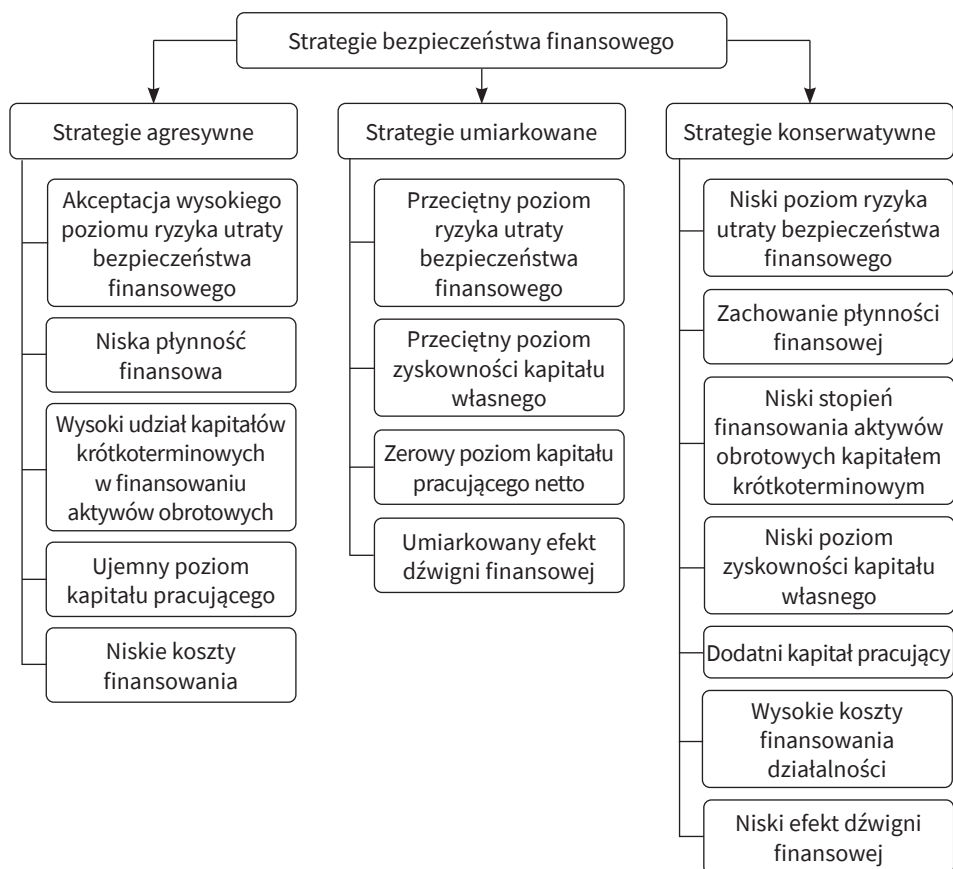 Strategie bezpieczeństwa finansowego
Strategie agresywne
Akceptacja wysokiego
poziomu ryzyka utraty
bezpieczeństwa
finansowego
Niska płynność
finansowa
Wysoki udział kapitałów
krótkoterminowych
w finansowaniu
aktywów obrotowych
Ujemny poziom
kapitału pracującego
Niskie koszty
finansowania
Strategie umiarkowane
Przeciętny poziom
ryzyka utraty
bezpieczeństwa
finansowego
Przeciętny poziom
zyskowności kapitału
własnego
Zerowy poziom kapitału
pracującego netto
Umiarkowany efekt
dźwigni finansowej
Strategie konserwatywne
Niski poziom ryzyka
utraty bezpieczeństwa
finansowego
Zachowanie płynności
finansowej
Niski stopień
finansowania aktywów
obrotowych kapitałem
krótkoterminowym
Niski poziom
zyskowności kapitału
własnego
Dodatni kapitał pracujący
Wysokie koszty
finansowania
działalności
Niski efekt dźwigni
finansowej